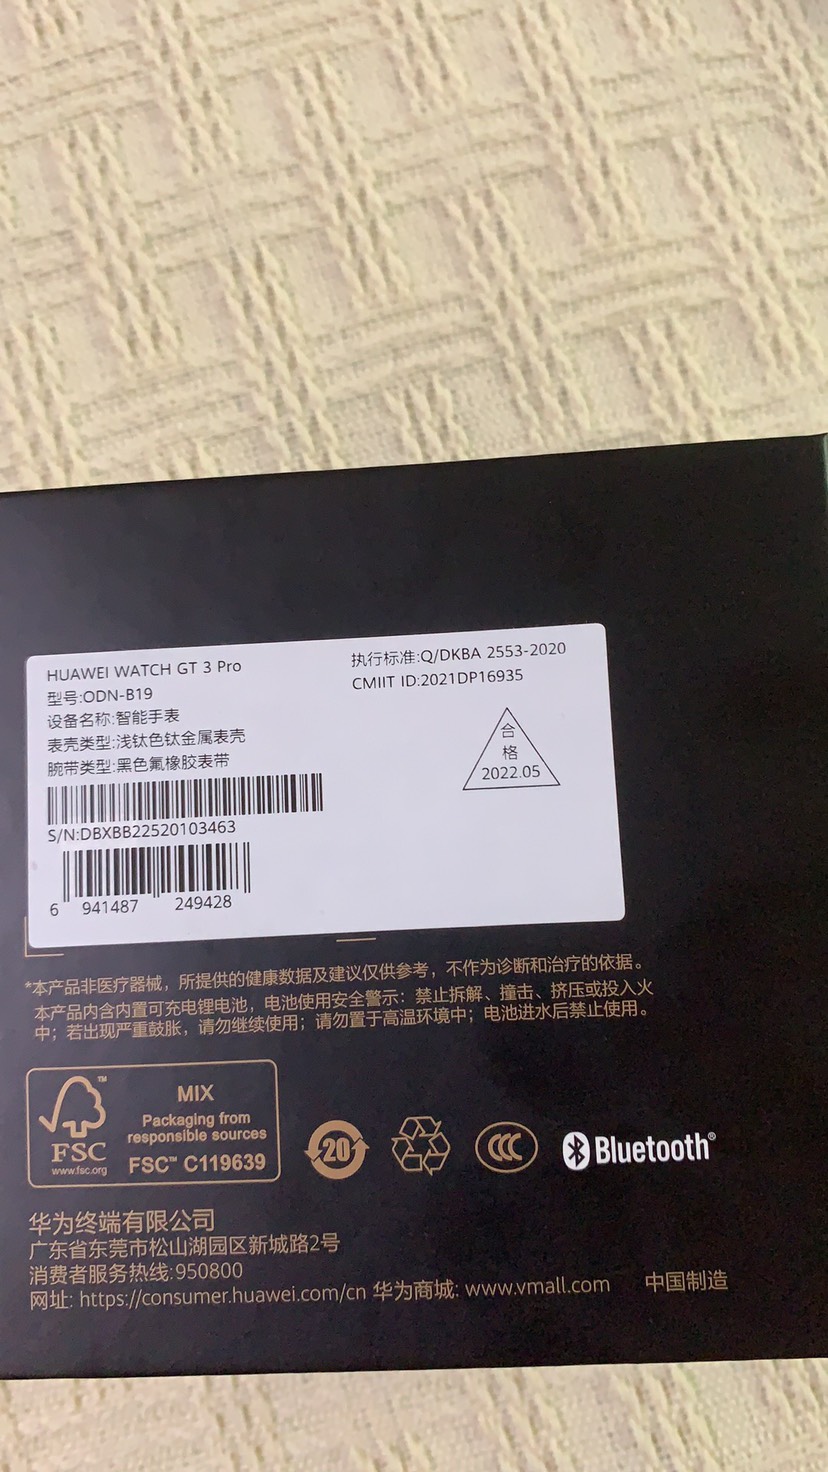 HUAWEI WATCH GT 3 Pro
型号:ODN-B19
设备名称:智能手表
表壳类型:浅钛色钛金属表壳
腕带类型:黑色氟橡胶表带
S/N:DBXBB22520103463
6 941487 249428
执行标准:Q/DKBA 2553-2020
CMIIT ID:2021DP16935
合
格
2022.05
*本产品非医疗器械，所提供的健康数据及建议仅供参考，不作为诊断和治疗的依据。
本产品内含内置可充电锂电池，电池使用安全警示：禁止拆解、撞击、挤压或投入火
中；若出现严重鼓胀，请勿继续使用；请勿置于高温环境中；电池进水后禁止使用。
FSC
www.fsc.org
MIX
Packaging from
responsible sources
FSC™ C119639
20
CCC
Bluetooth®
华为终端有限公司
广东省东莞市松山湖园区新城路2号
消费者服务热线:950800
网址: https://consumer.huawei.com/cn 华为商城: www.vmall.com 中国制造